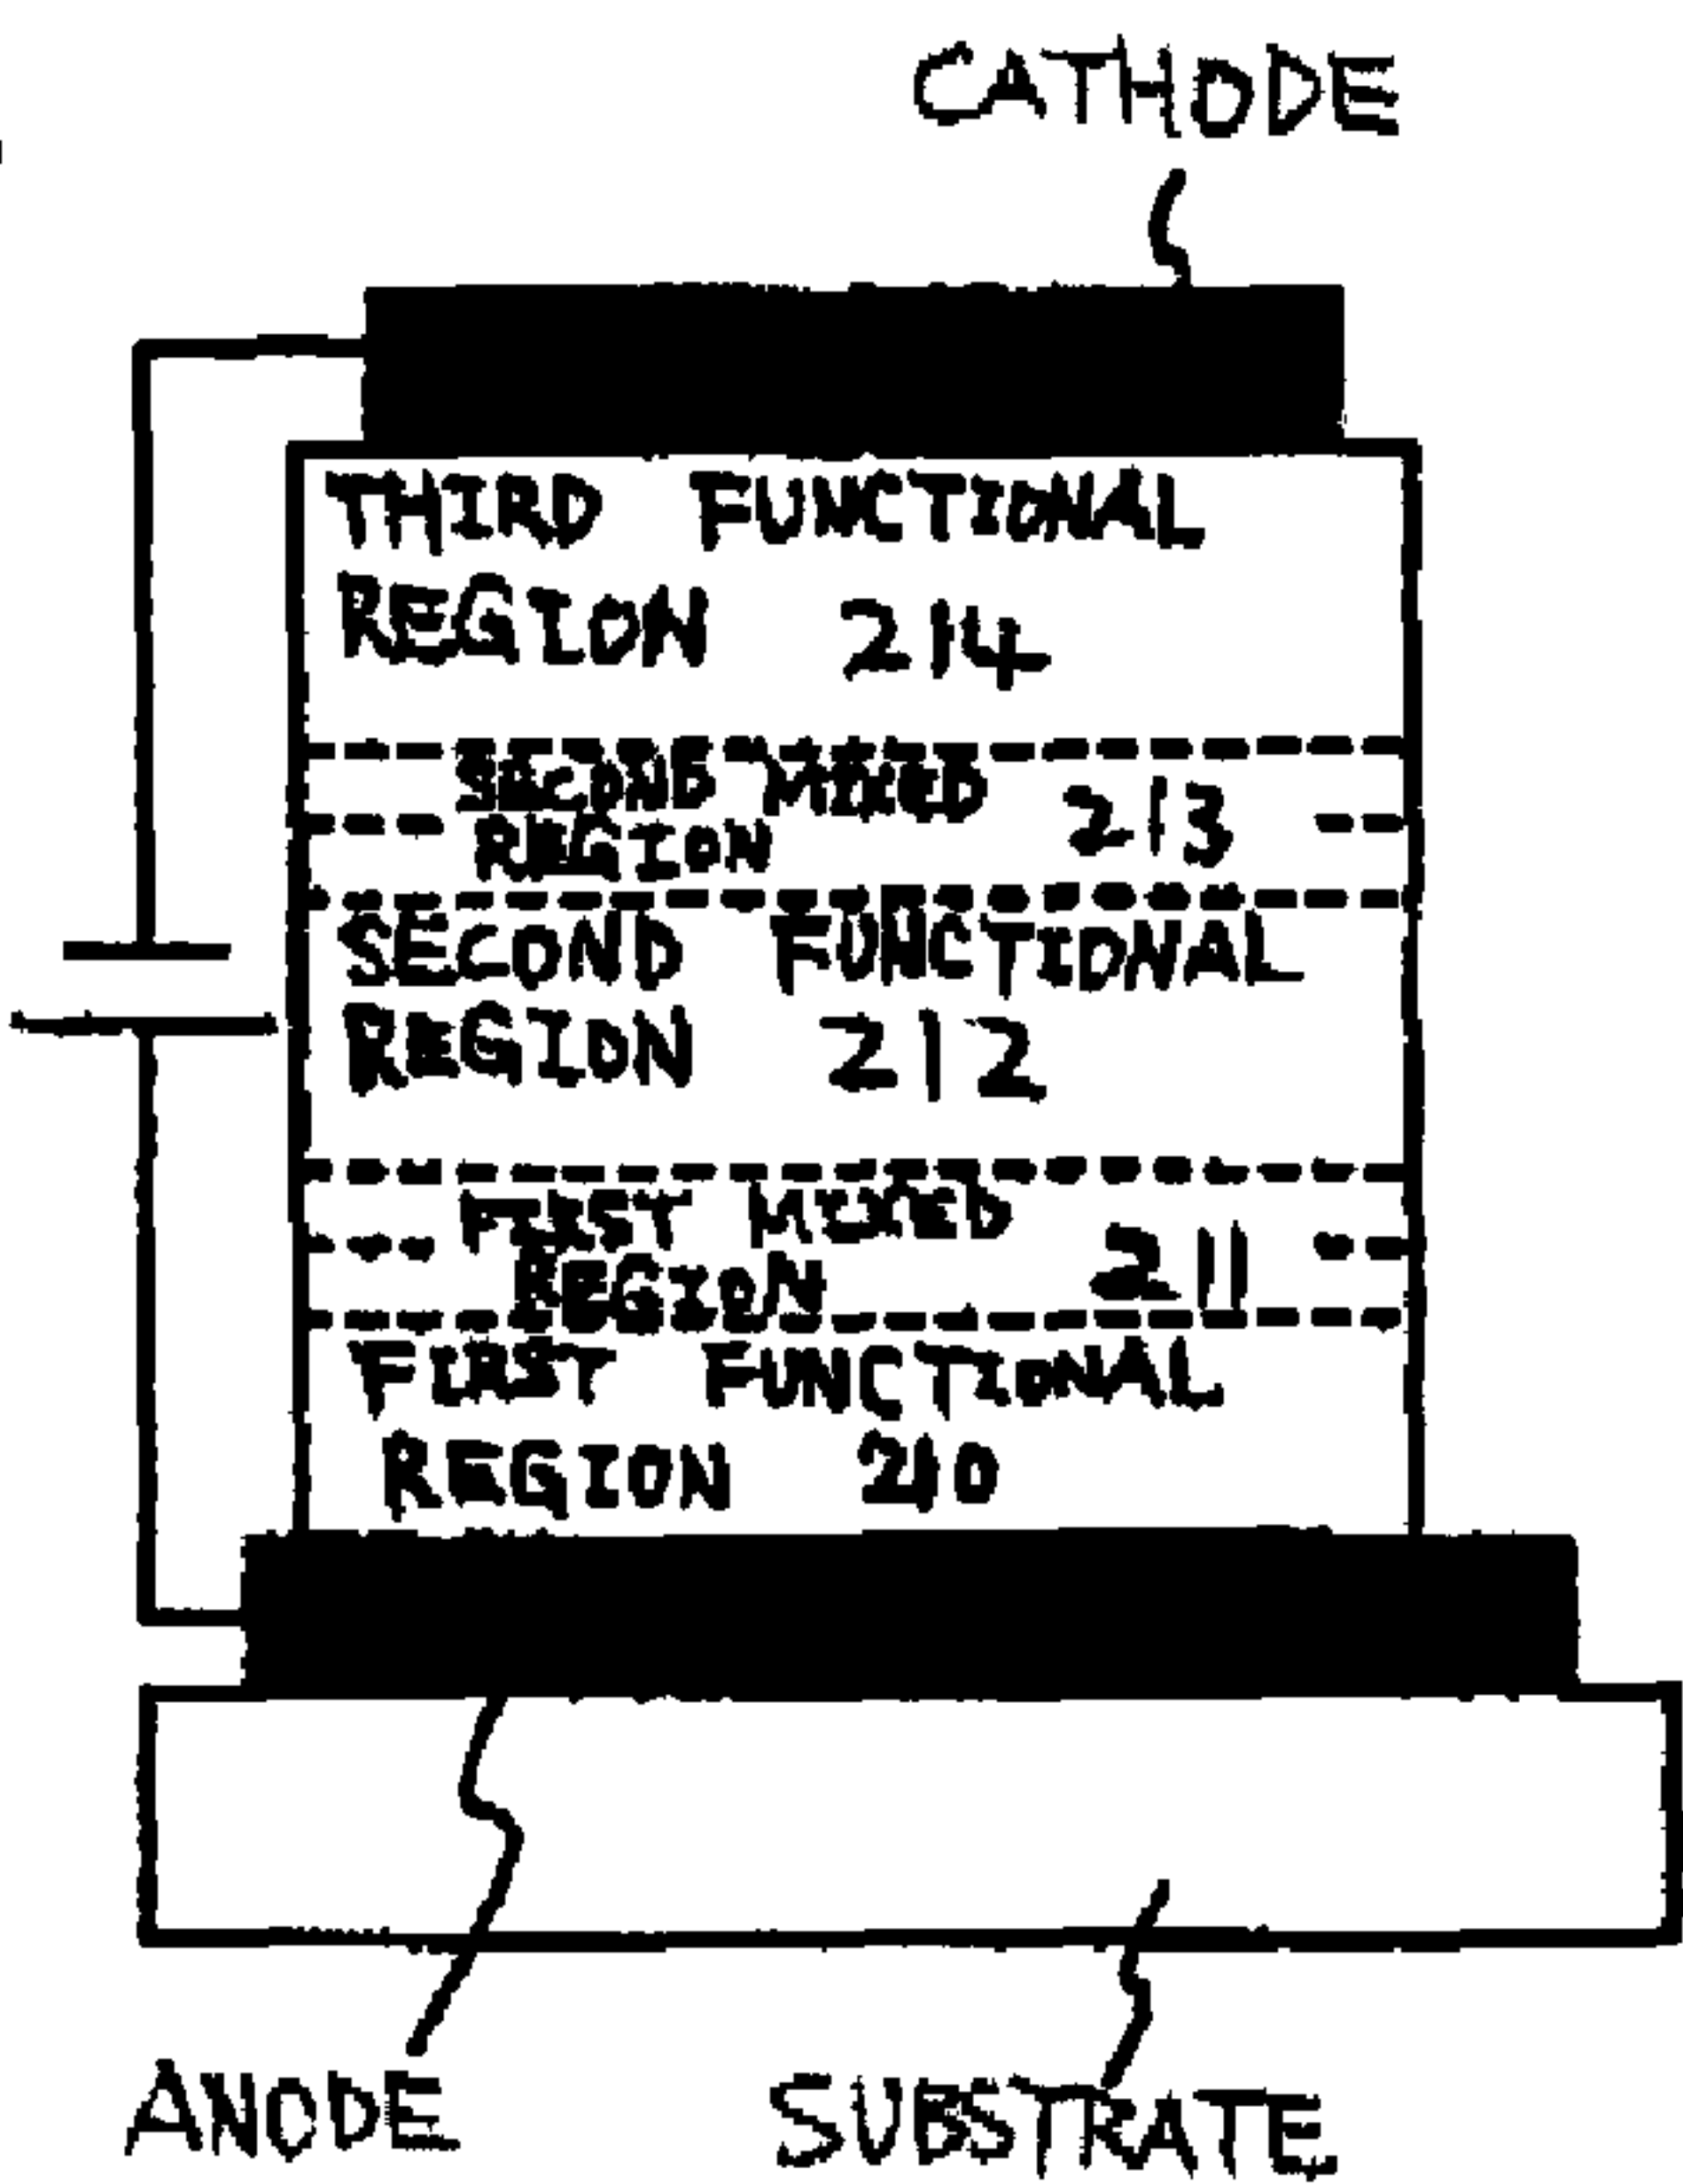 CATHODE
THIRD FUNCTIONAL
REGION 214
SECOND MIXED
REGION 213
SECOND FUNCTIONAL
REGION 212
FIRST MIXED
REGION 211
FIRST FUNCTIONAL
REGION 210
ANODE SUBSTRATE